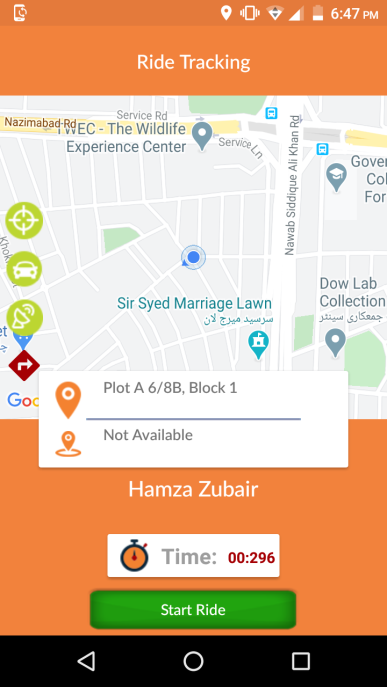 6:47 PM
Ride Tracking
Service Rd
Nazimabad Rd
TWEC - The Wildlife
Experience Center
Service Ln
Nawab Siddique Ali Khan Rd
Gover
Col
For
Sir Syed Marriage Lawn
سرسید میرج لان
Dow Lab
Collection
جمعکاری سینٹر
et
Goo
Plot A 6/8B, Block 1
Not Available
Hamza Zubair
Time: 00:296
Start Ride